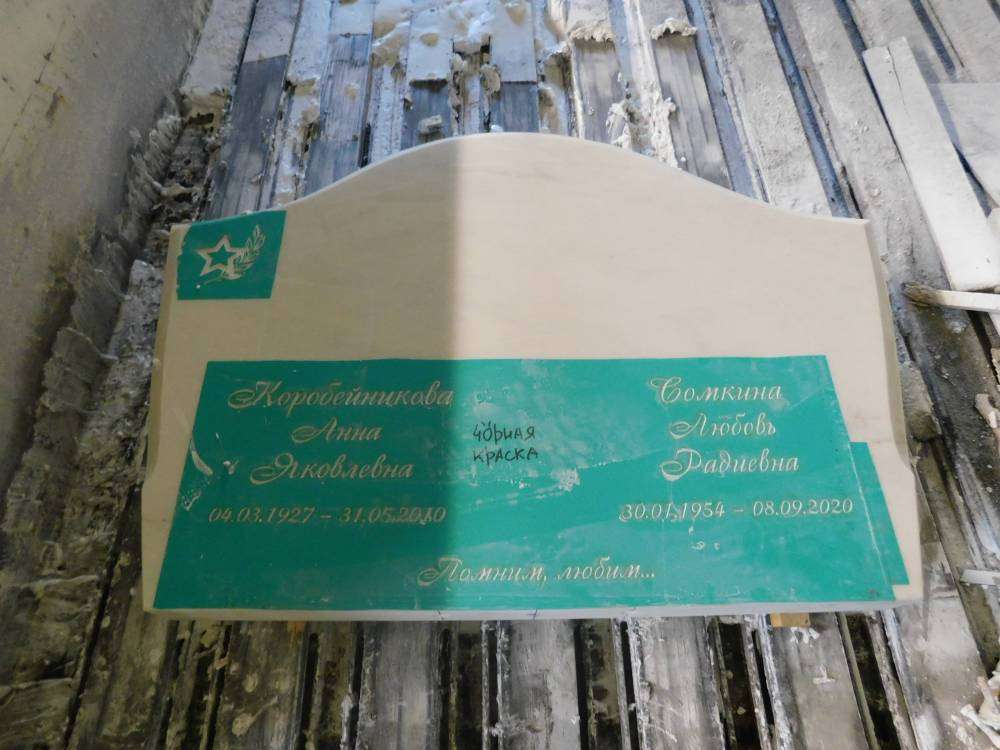 Коробейникова
Анна
Яковлевна
04.03.1927 – 31.05.2010
чёрная
краска
Сомкина
Любовь
Радиевна
30.01.1954 – 08.09.2020
Помним, любим...